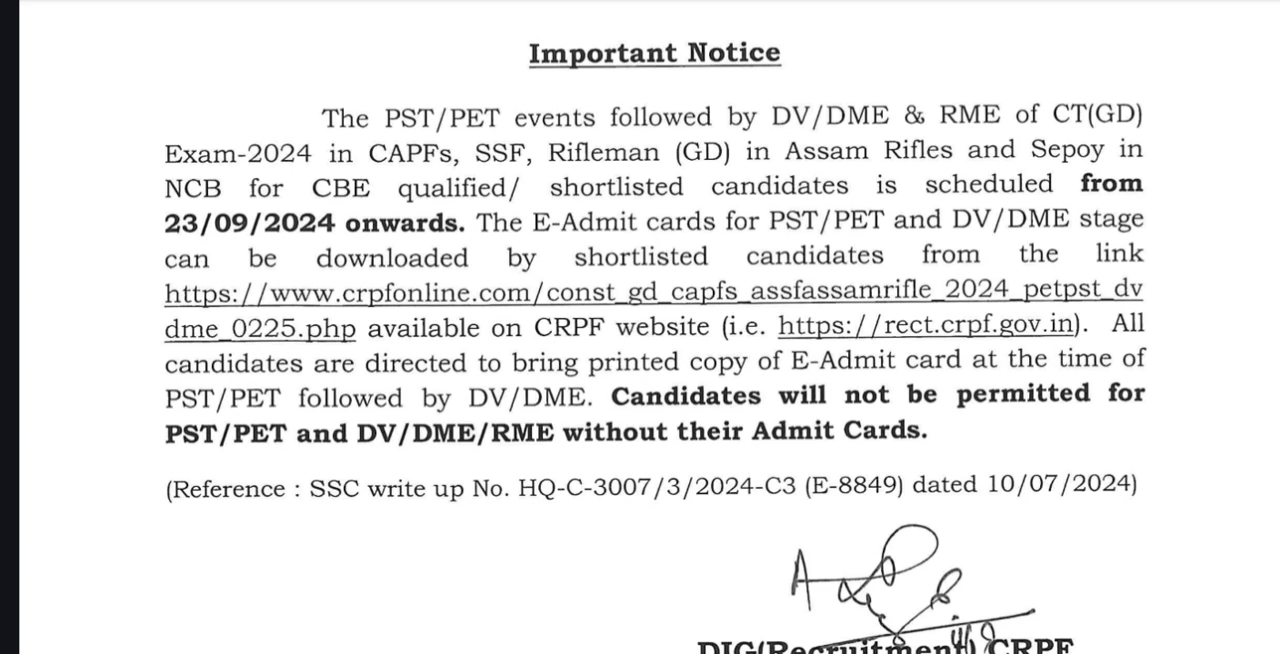 Important Notice
The PST/PET events followed by DV/DME & RME of CT(GD)
Exam-2024 in CAPFs, SSF, Rifleman (GD) in Assam Rifles and Sepoy in
NCB for CBE qualified/ shortlisted candidates is scheduled from
23/09/2024 onwards. The E-Admit cards for PST/PET and DV/DME stage
can be downloaded by shortlisted candidates from the link
https://www.crpfonline.com/const_gd_capfs_assfassamrifle_2024_petpst_dv
dme_0225.php available on CRPF website (i.e. https://rect.crpf.gov.in). All
candidates are directed to bring printed copy of E-Admit card at the time of
PST/PET followed by DV/DME. Candidates will not be permitted for
PST/PET and DV/DME/RME without their Admit Cards.
(Reference : SSC write up No. HQ-C-3007/3/2024-C3 (E-8849) dated 10/07/2024)
DIG(Recruitment) CRPF